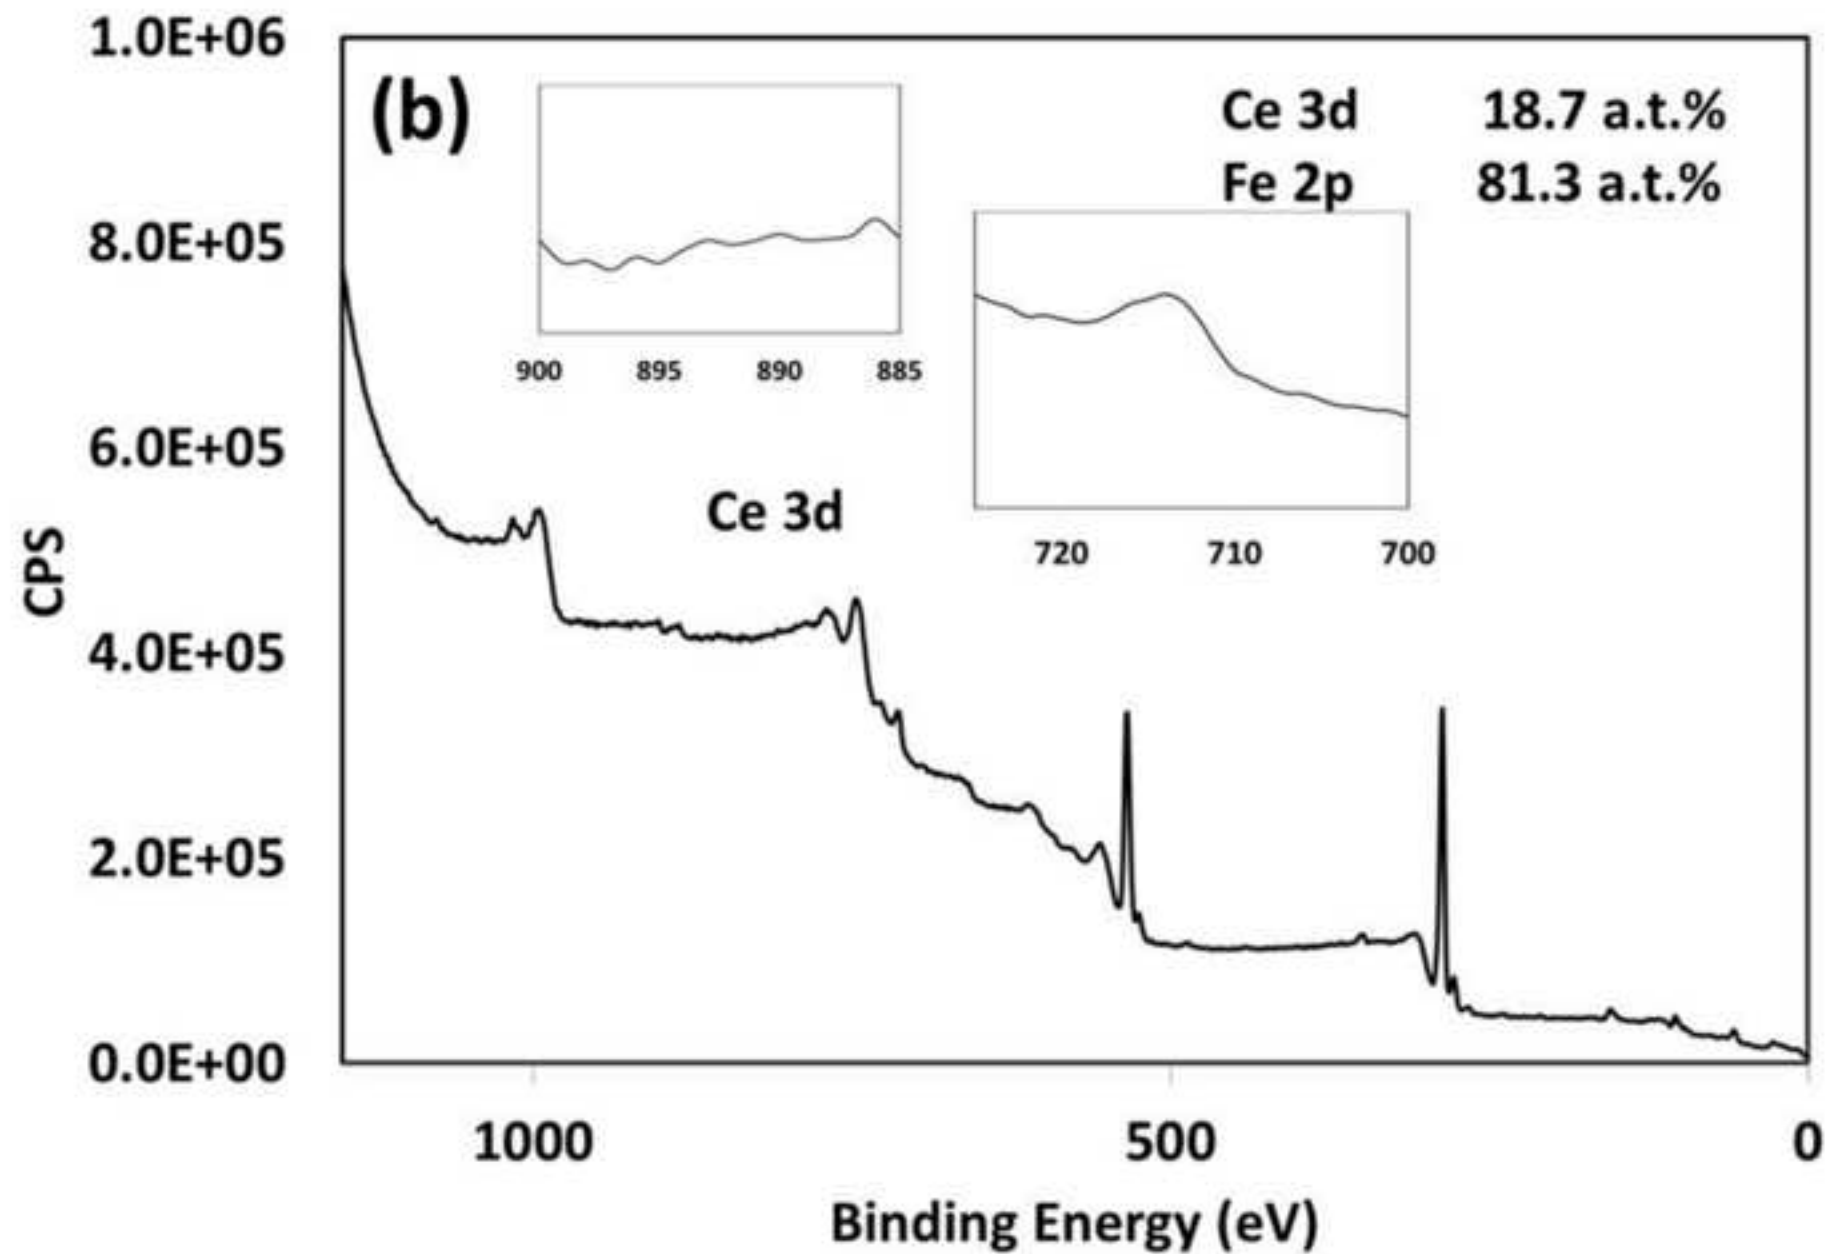 1.0E+06
(b)
Ce 3d 18.7 a.t.%
Fe 2p 81.3 a.t.%
8.0E+05
900 895 890 885
6.0E+05
Ce 3d
720 710 700
CPS
4.0E+05
2.0E+05
0.0E+00
1000 500 0
Binding Energy (eV)